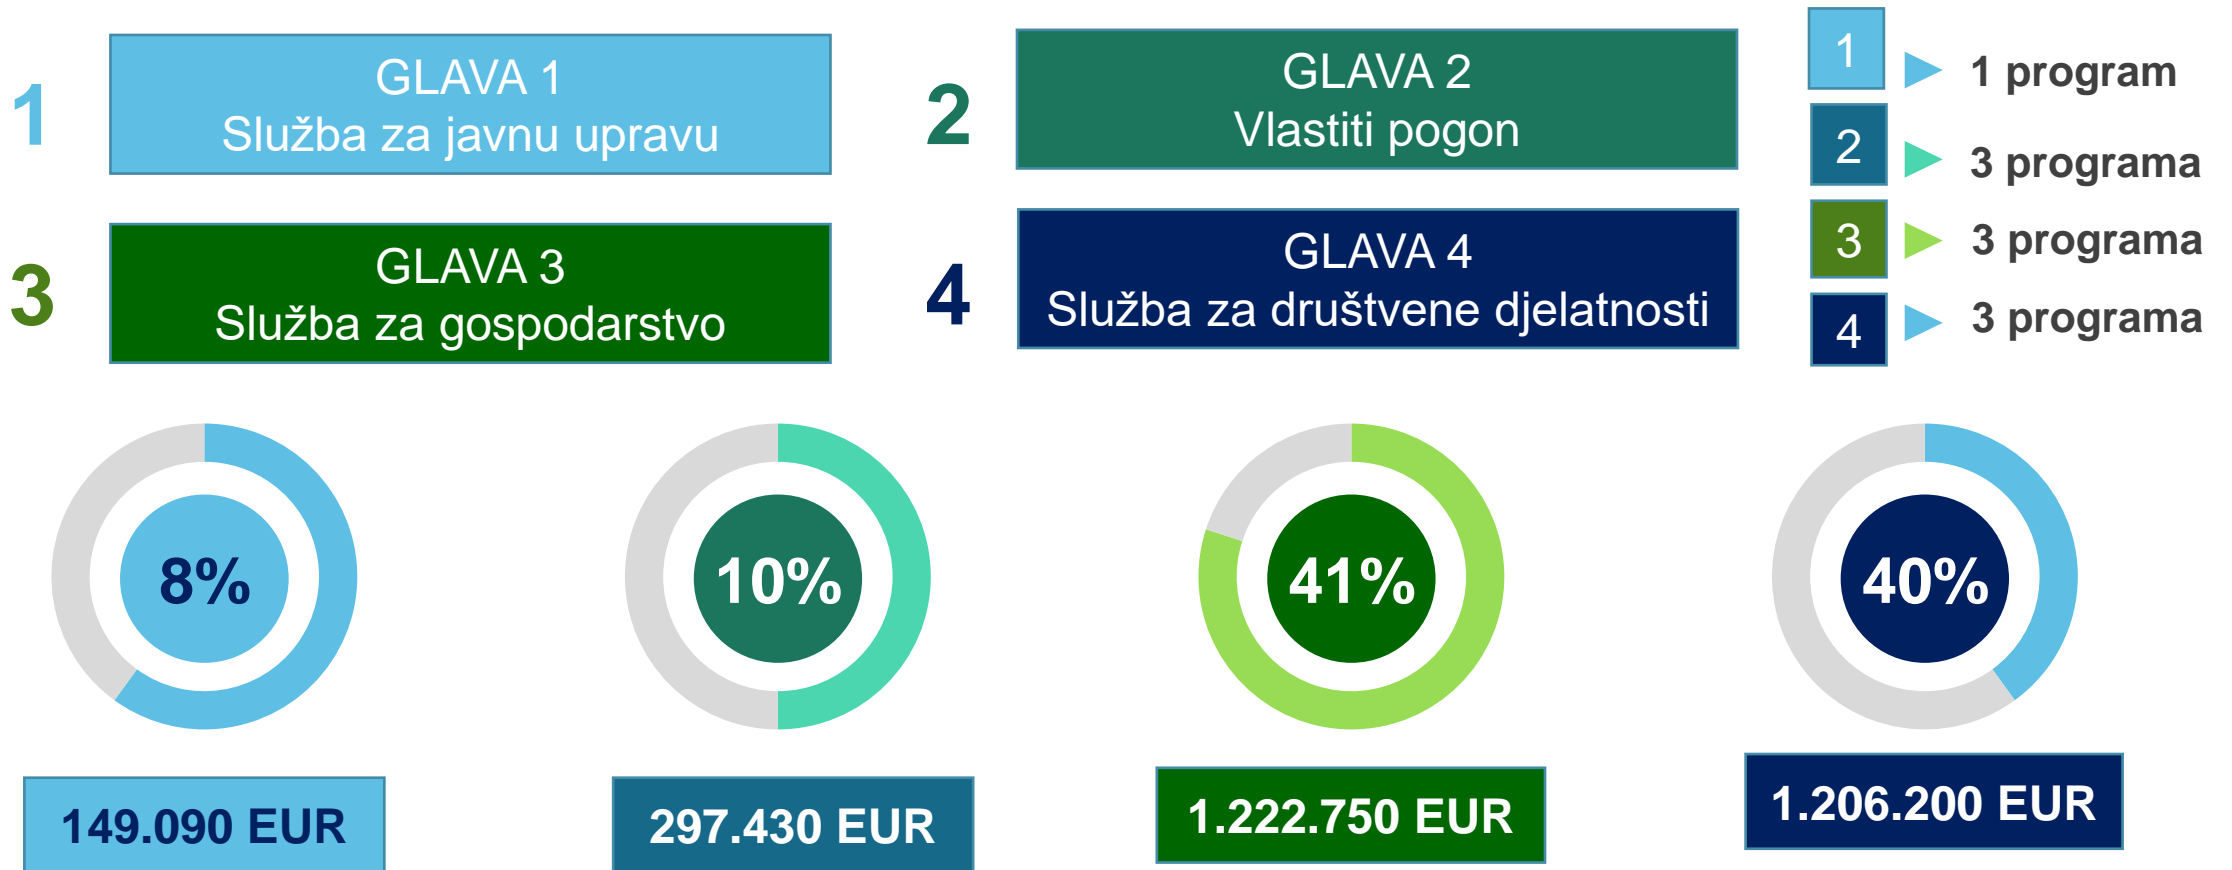 1
GLAVA 1
Služba za javnu upravu
2
GLAVA 2
Vlastiti pogon
3
GLAVA 3
Služba za gospodarstvo
4
GLAVA 4
Služba za društvene djelatnosti
1
1 program
2
3 programa
3
3 programa
4
3 programa
8%
10%
41%
40%
149.090 EUR
297.430 EUR
1.222.750 EUR
1.206.200 EUR